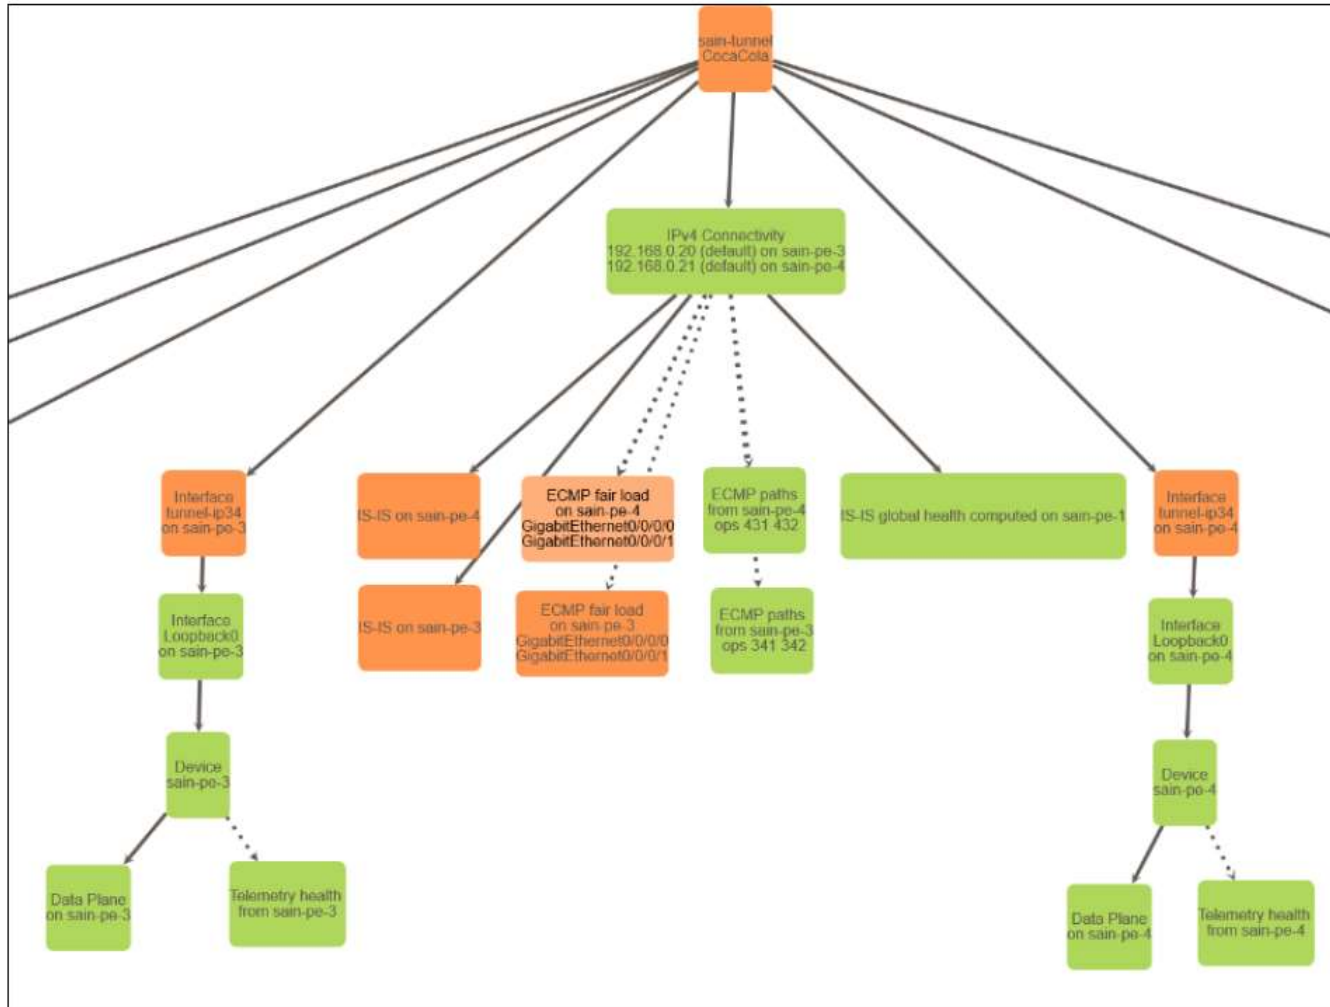 sain-tunnel
CocaCola
IPv4 Connectivity
192.168.0.20 (default) on sain-pe-3
192.168.0.21 (default) on sain-pe-4
Interface
tunnel-ip34
on sain-pe-3
IS-IS on sain-pe-4
ECMP fair load
on sain-pe-4
GigabitEthernet0/0/0/0
GigabitEthernet0/0/0/1
ECMP paths
from sain-pe-4
ops 431 432
IS-IS global health computed on sain-pe-1
Interface
tunnel-ip34
on sain-pe-4
Interface
Loopback0
on sain-pe-3
IS-IS on sain-pe-3
ECMP fair load
on sain-pe-3
GigabitEthernet0/0/0/0
GigabitEthernet0/0/0/1
ECMP paths
from sain-pe-3
ops 341 342
Interface
Loopback0
on sain-pe-4
Device
sain-pe-3
Device
sain-pe-4
Data Plane
on sain-pe-3
Telemetry health
from sain-pe-3
Data Plane
on sain-pe-4
Telemetry health
from sain-pe-4